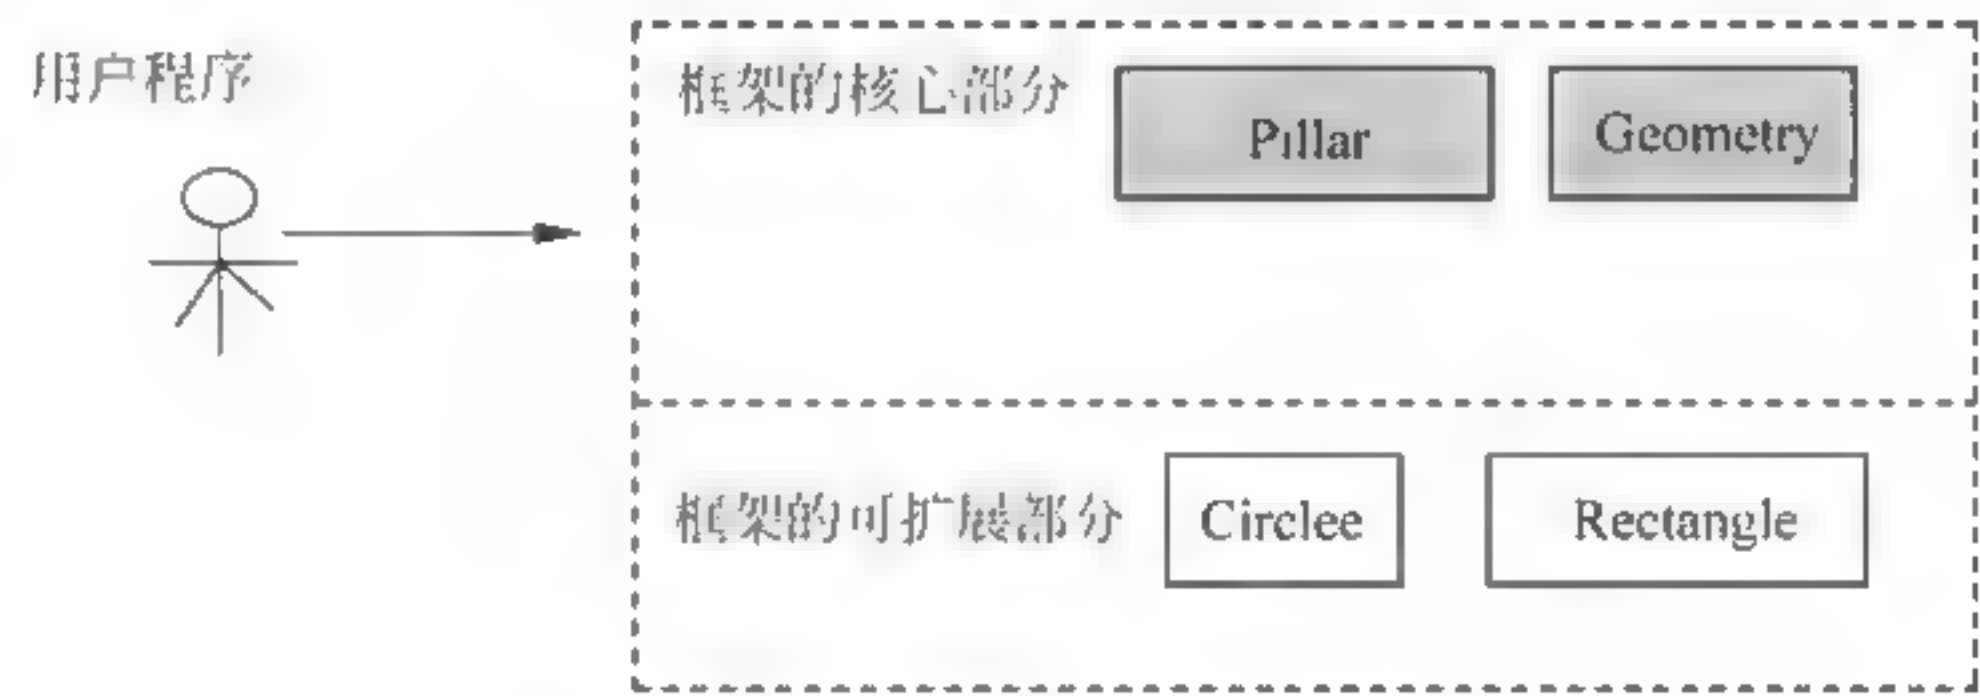 用户程序
框架的核心部分
Pillar
Geometry
框架的可扩展部分
Circlee
Rectangle